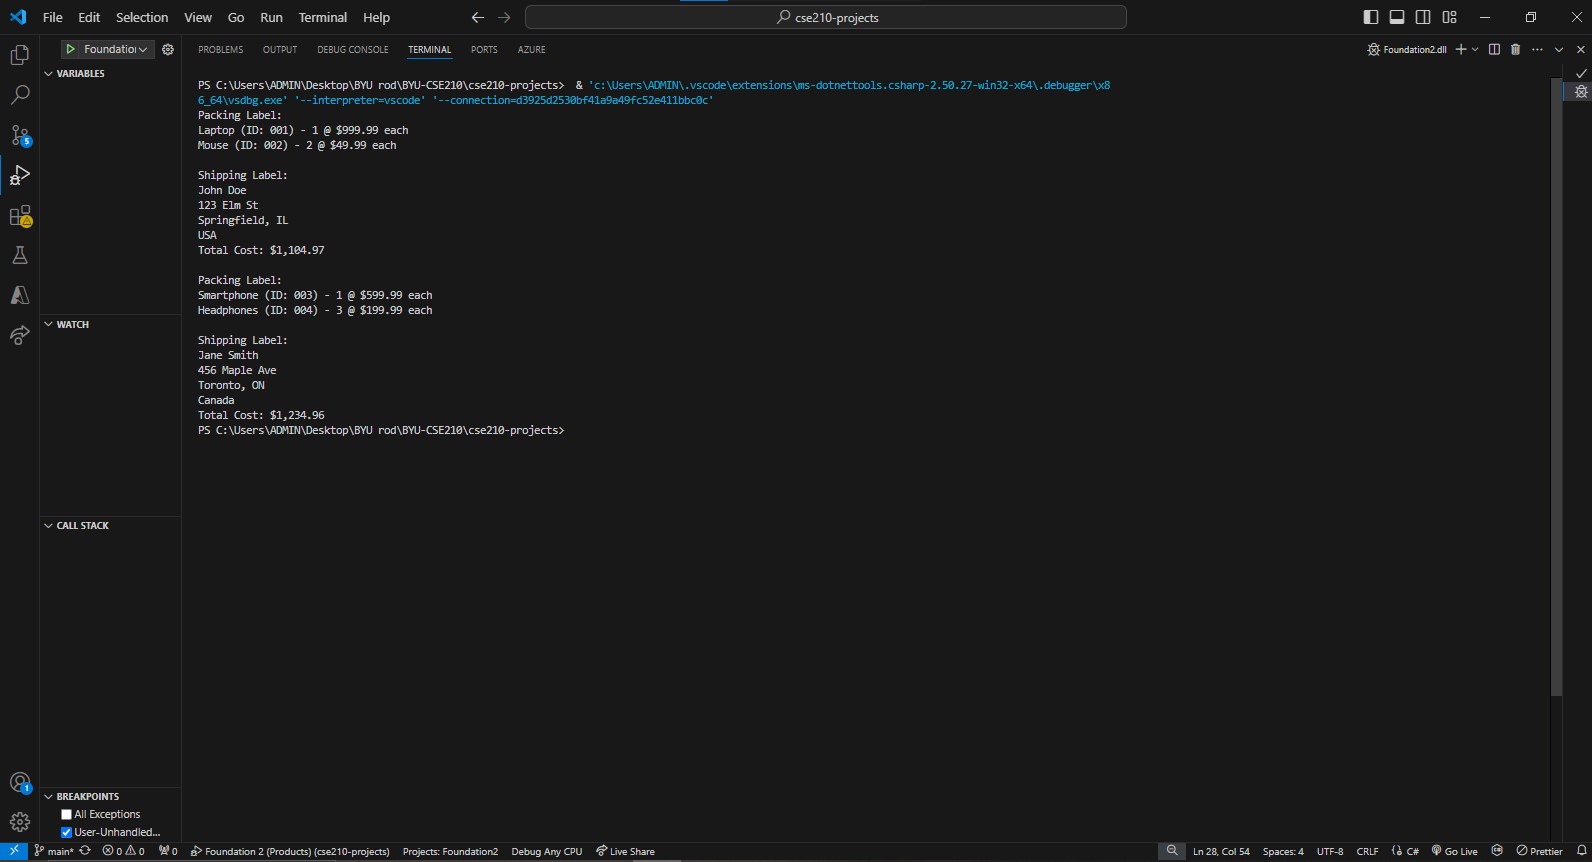 File Edit Selection View Go Run Terminal Help
cse210-projects
Foundation
PROBLEMS OUTPUT DEBUG CONSOLE TERMINAL PORTS AZURE
Foundation2.dll
VARIABLES
PS C:\Users\ADMIN\Desktop\BYU rod\BYU-CSE210\cse210-projects>  & 'c:\Users\ADMIN\.vscode\extensions\ms-dotnettools.csharp-2.50.27-win32-x64\.debugger\x8
6_64\vsdbg.exe' '--interpreter=vscode' '--connection=d3925d2530bf41a9a49fc52e411bbc0c'
Packing Label:
Laptop (ID: 001) - 1 @ $999.99 each
Mouse (ID: 002) - 2 @ $49.99 each
Shipping Label:
John Doe
123 Elm St
Springfield, IL
USA
Total Cost: $1,104.97
Packing Label:
Smartphone (ID: 003) - 1 @ $599.99 each
Headphones (ID: 004) - 3 @ $199.99 each
Shipping Label:
Jane Smith
456 Maple Ave
Toronto, ON
Canada
Total Cost: $1,234.96
PS C:\Users\ADMIN\Desktop\BYU rod\BYU-CSE210\cse210-projects>
WATCH
CALL STACK
BREAKPOINTS
All Exceptions
User-Unhandled...
5
1
main* 0 0 0 Foundation 2 (Products) (cse210-projects) Projects: Foundation2 Debug Any CPU Live Share Ln 28, Col 54 Spaces: 4 UTF-8 CRLF C# Go Live Prettier